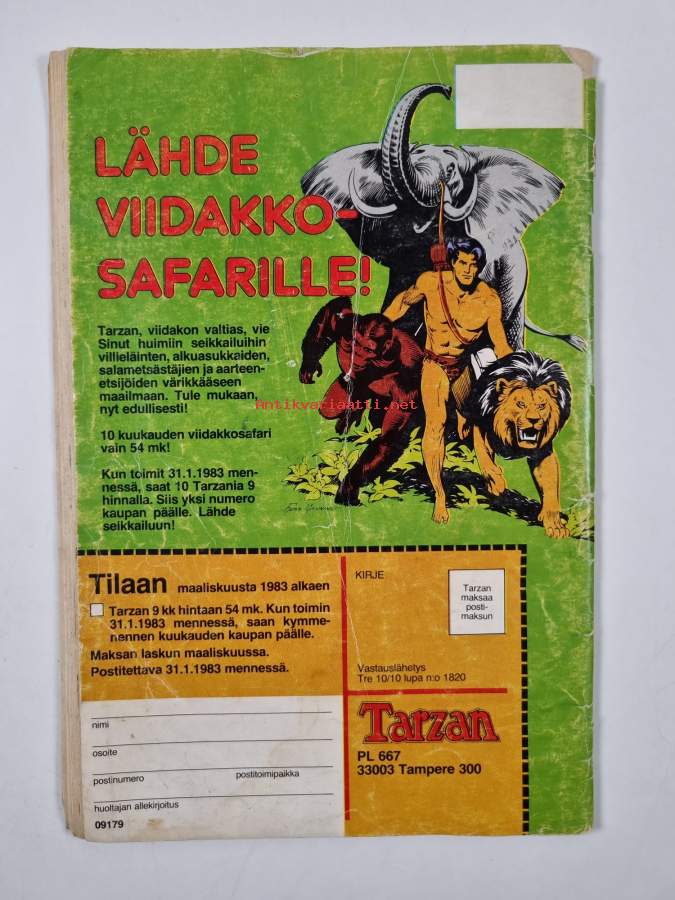 LÄHDE
VIIDAKKO-
SAFARILLE!
Tarzan, viidakon valtias, vie
Sinut huimiin seikkailuihin
villieläinten, alkuasukkaiden,
salametsästäjien ja aarteen-
etsijöiden värikkääseen
maailmaan. Tule mukaan,
nyt edullisesti!
10 kuukauden viidakkosafari
vain 54 mk!
Kun toimit 31.1.1983 men-
nessä, saat 10 Tarzania 9
hinnalla. Siis yksi numero
kaupan päälle. Lähde
seikkailuun!
Antikvariaatti.net
Tilaan maaliskuusta 1983 alkaen
Tarzan 9 kk hintaan 54 mk. Kun toimin
31.1.1983 mennessä, saan kymme-
nennen kuukauden kaupan päälle.
Maksan laskun maaliskuussa.
Postitettava 31.1.1983 mennessä.
nimi
osoite
postinumero postitoimipaikka
huoltajan allekirjoitus
09179
KIRJE
Tarzan
maksaa
posti-
maksun
Vastauslähetys
Tre 10/10 lupa n:o 1820
Tarzan
PL 667
33003 Tampere 300